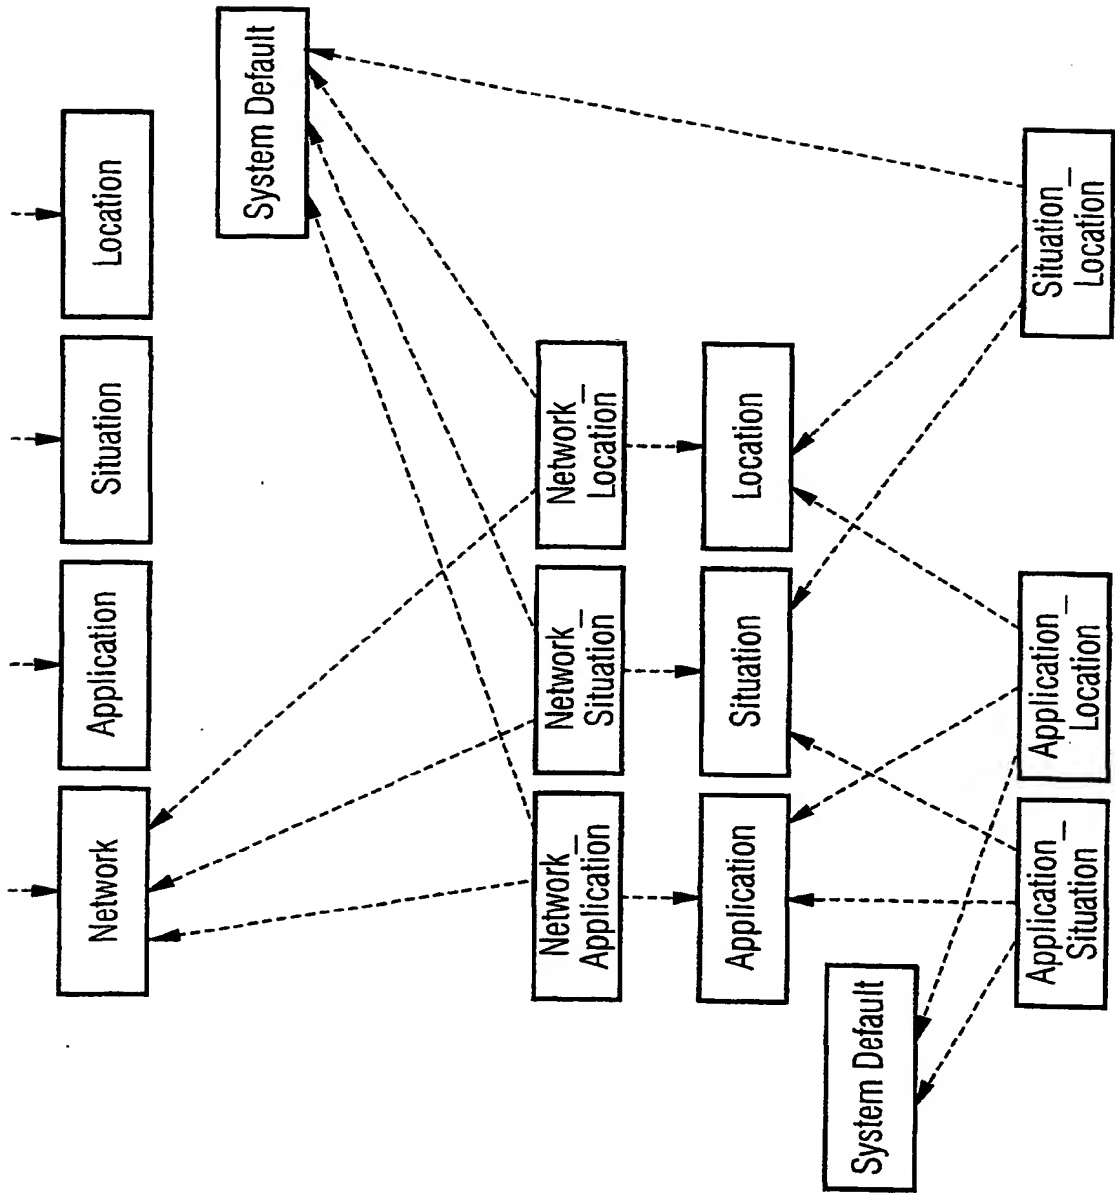 Network
Application
Situation
Location
System Default
Network_
Application
Network_
Situation
Network_
Location
Application
Situation
Location
System Default
Application_
Situation
Application_
Location
Situation_
Location